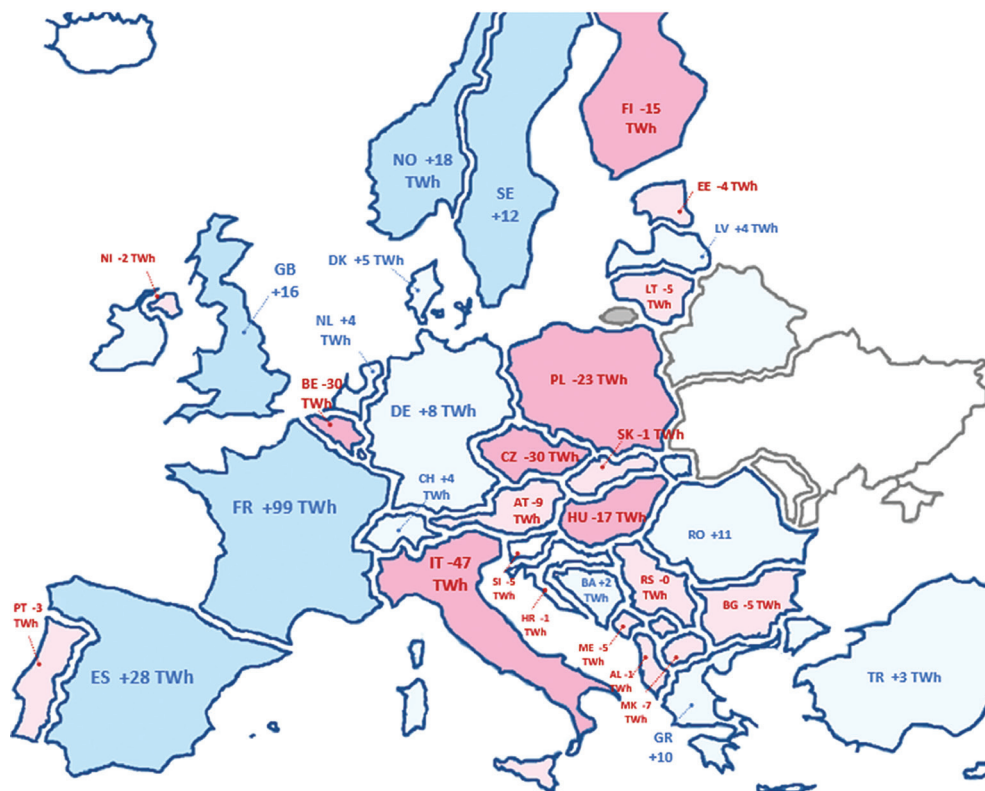 FI -15
TWh
NO +18
TWh
SE
+12
EE -4 TWh
LV +4 TWh
NI -2 TWh
GB
+16
DK +5 TWh
LT -5
TWh
NL +4
TWh
BE -30
TWh
PL -23 TWh
DE +8 TWh
SK -1 TWh
CZ -30 TWh
CH +4
TWh
AT -9
TWh
FR +99 TWh
HU -17 TWh
RO +11
IT -47
TWh
SI -5
TWh
BA +2
TWh
RS -0
TWh
PT -3
TWh
HR -1
TWh
BG -5 TWh
ME -5
TWh
ES +28 TWh
AL -1
TWh
TR +3 TWh
MK -7
TWh
GR
+10